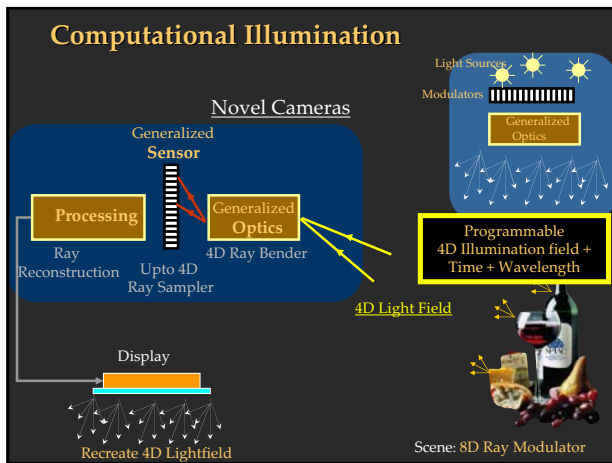 Computational Illumination
Light Sources
Modulators
Generalized
Optics
Novel Cameras
Generalized
Sensor
Processing
Generalized
Optics
Ray
Reconstruction
Upto 4D
Ray Sampler
4D Ray Bender
Programmable
4D Illumination field +
Time + Wavelength
4D Light Field
Display
Recreate 4D Lightfield
Scene: 8D Ray Modulator